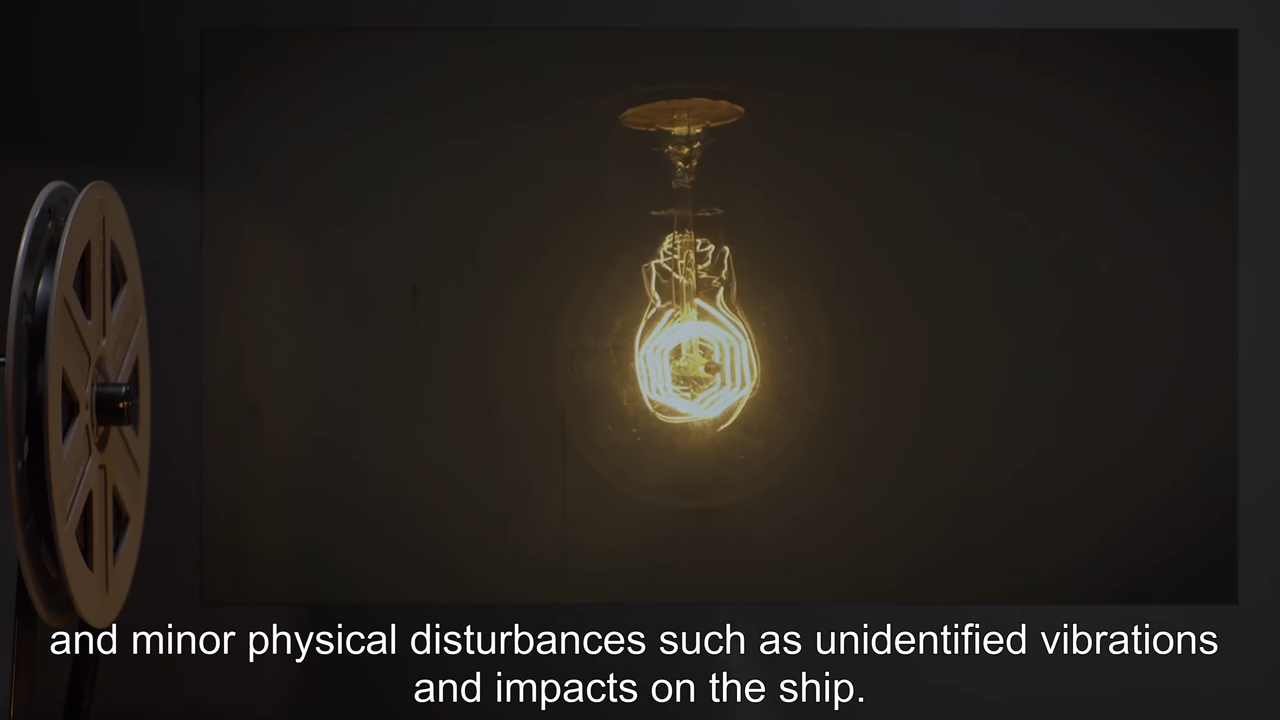 and minor physical disturbances such as unidentified vibrations
and impacts on the ship.